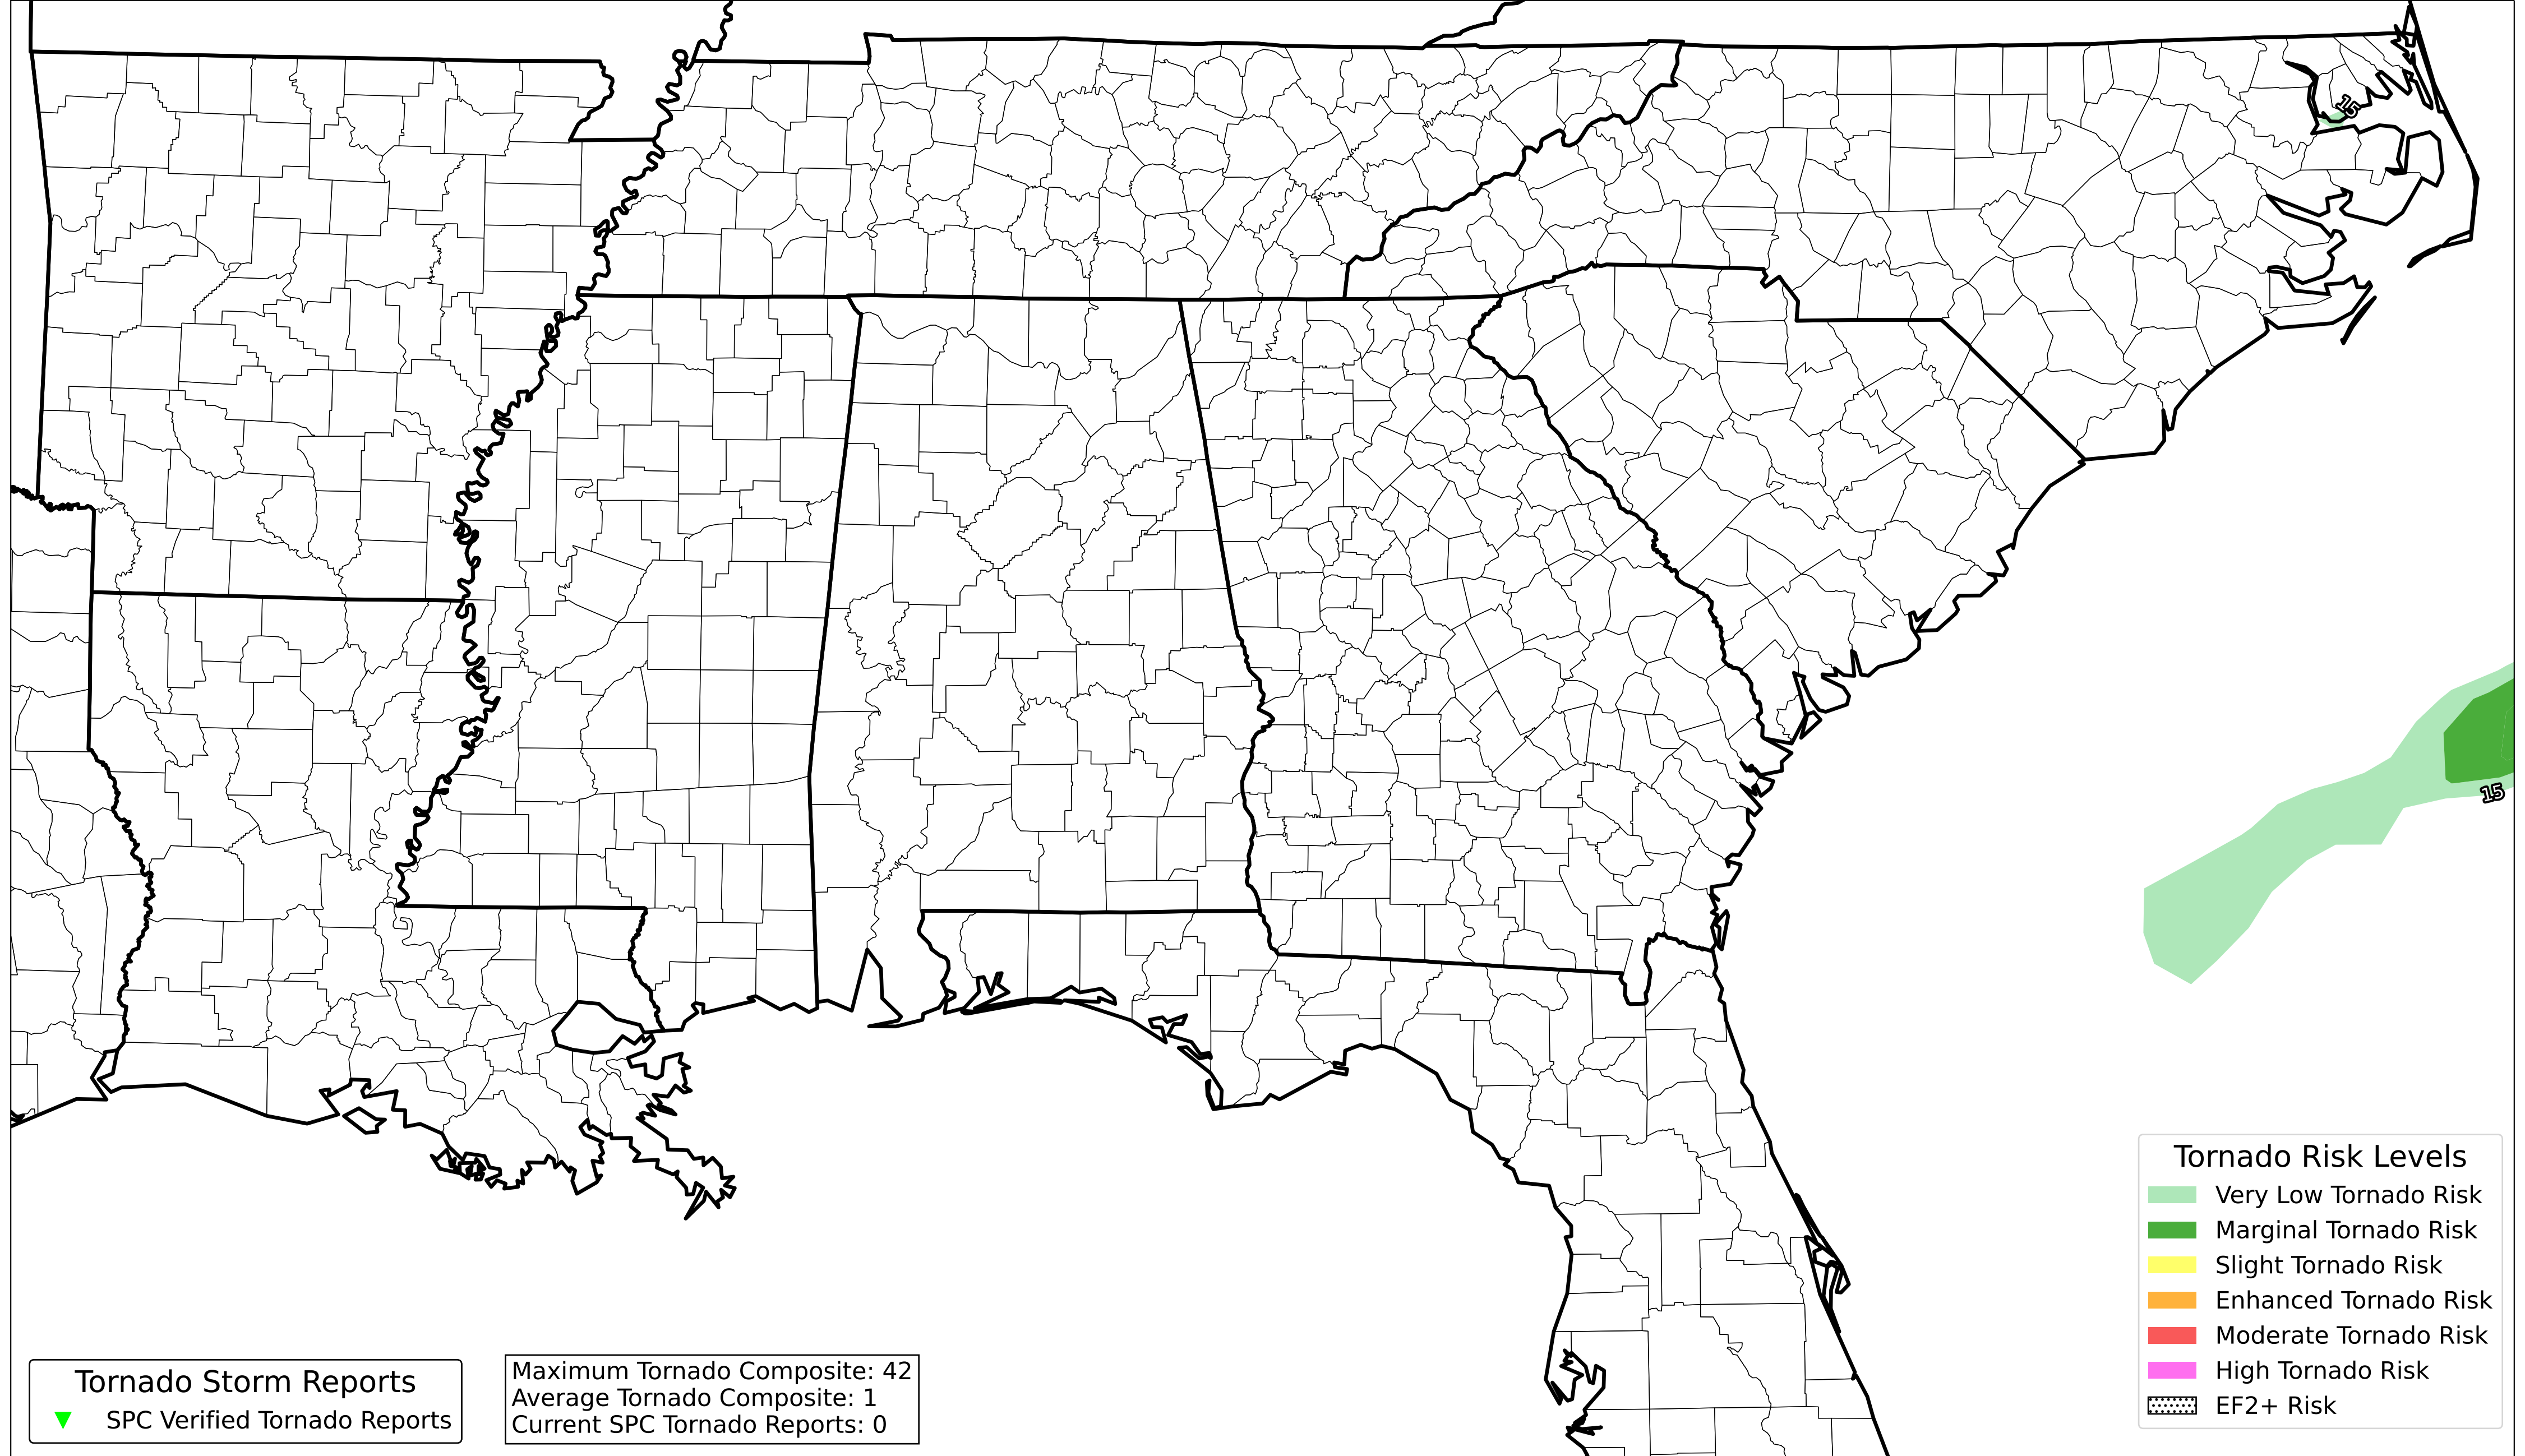 15
15
Tornado Risk Levels
Very Low Tornado Risk
Marginal Tornado Risk
Slight Tornado Risk
Enhanced Tornado Risk
Moderate Tornado Risk
High Tornado Risk
EF2+ Risk
Tornado Storm Reports
SPC Verified Tornado Reports
Maximum Tornado Composite: 42
Average Tornado Composite: 1
Current SPC Tornado Reports: 0